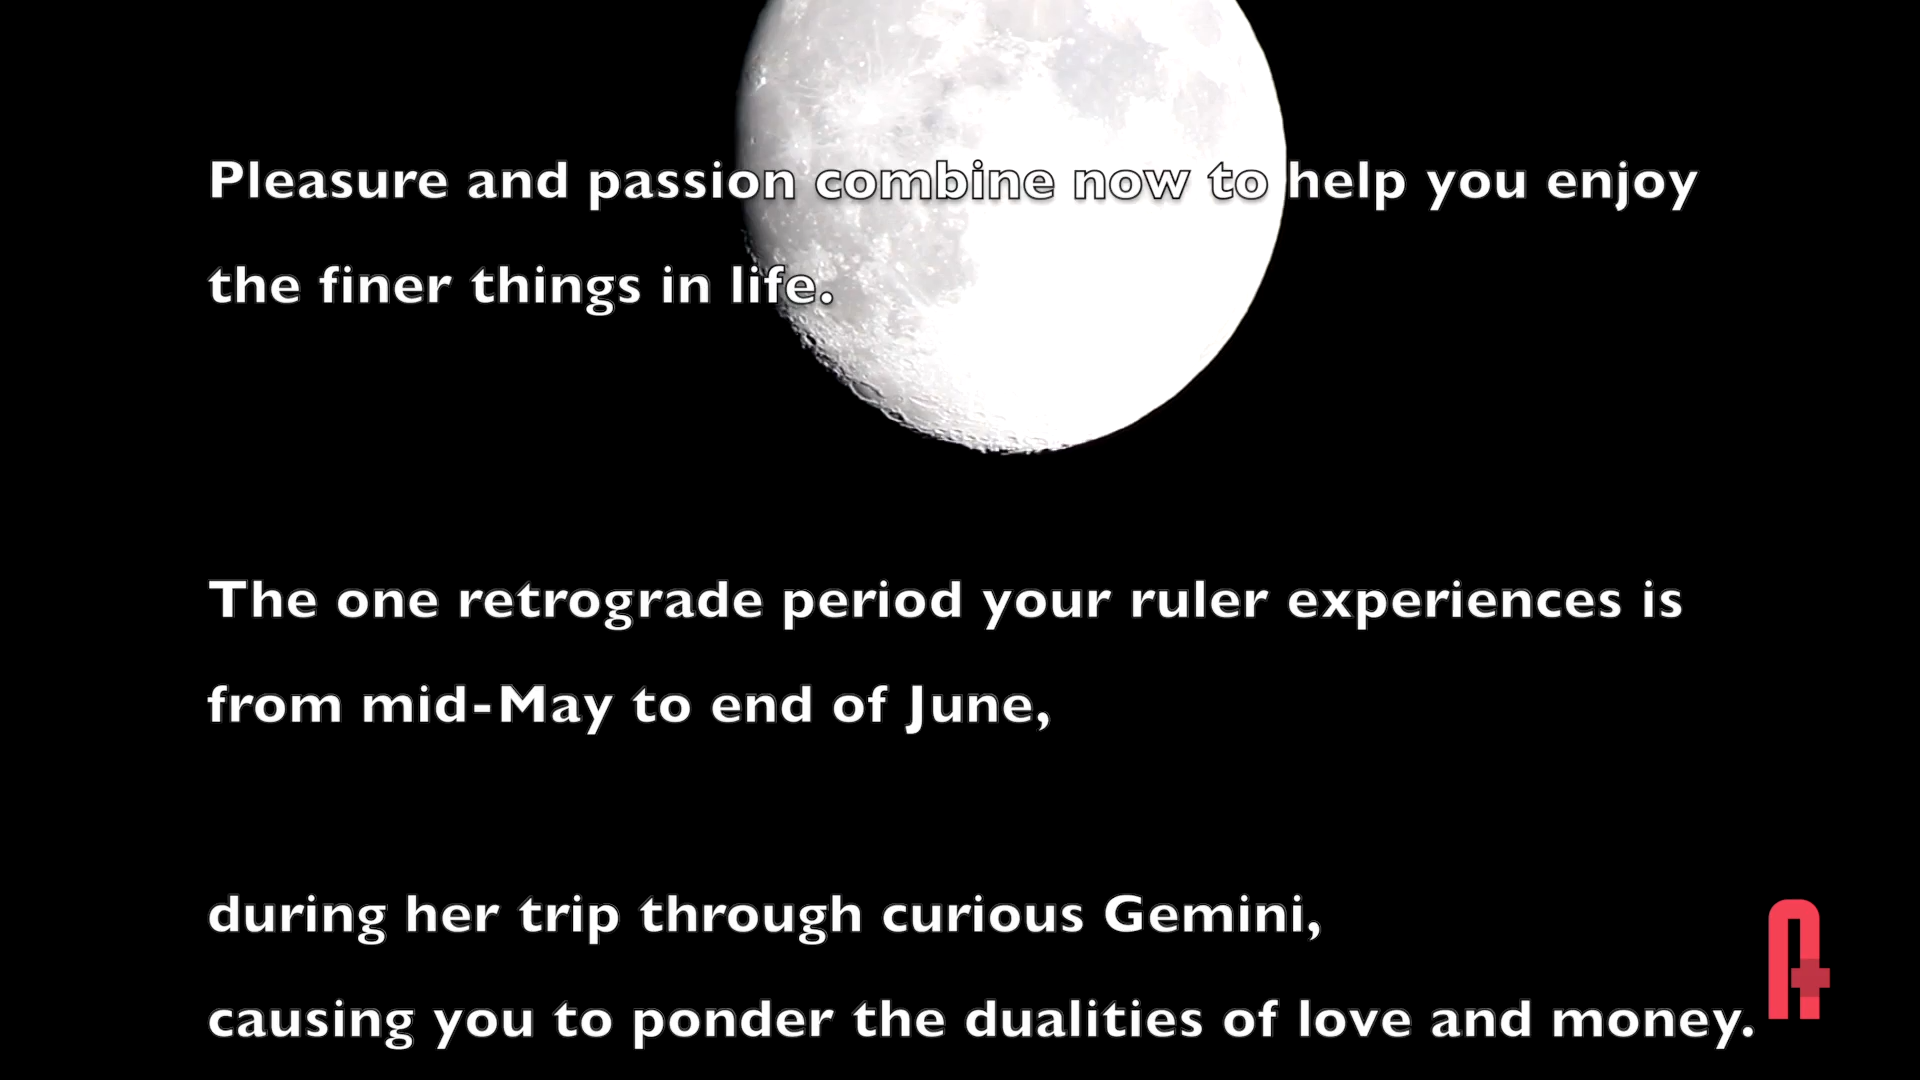 Pleasure and passion combine now to help you enjoy
the finer things in life.
The one retrograde period your ruler experiences is
from mid-May to end of June,
during her trip through curious Gemini,
causing you to ponder the dualities of love and money.